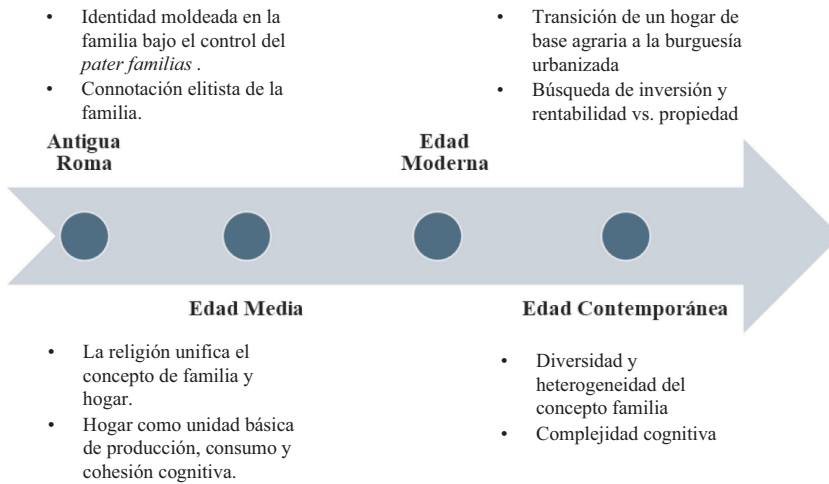 • Identidad moldeada en la
familia bajo el control del
pater familias .
• Connotación elitista de la
familia.
Antigua
Roma
• Transición de un hogar de
base agraria a la burguesía
urbanizada
• Búsqueda de inversión y
rentabilidad vs. propiedad
Edad
Moderna
Edad Media
• La religión unifica el
concepto de familia y
hogar.
• Hogar como unidad básica
de producción, consumo y
cohesión cognitiva.
Edad Contemporánea
• Diversidad y
heterogeneidad del
concepto familia
• Complejidad cognitiva